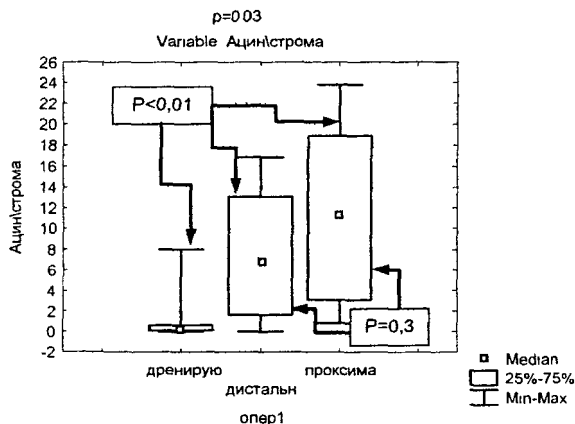 p=0 03
Variable Ацин\строма
26
24
22
20
18
16
14
12
10
8
6
4
2
0
-2
Ацин\строма
P<0,01
P=0,3
дренирую
дистальн
проксима
опер1
Median
25%-75%
Min-Max